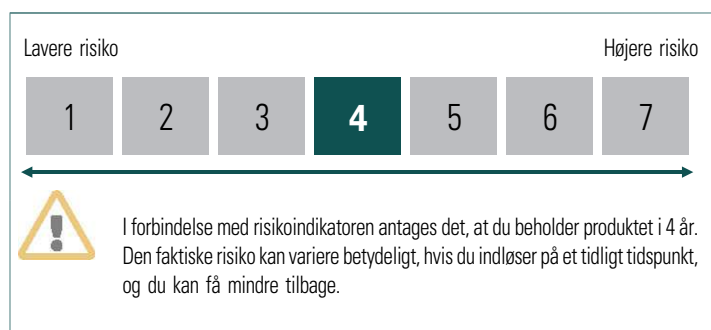 Lavere risiko Højere risiko
1 2 3 4 5 6 7
I forbindelse med risikoindikatoren antages det, at du beholder produktet i 4 år.
Den faktiske risiko kan variere betydeligt, hvis du indløser på et tidligt tidspunkt,
og du kan få mindre tilbage.